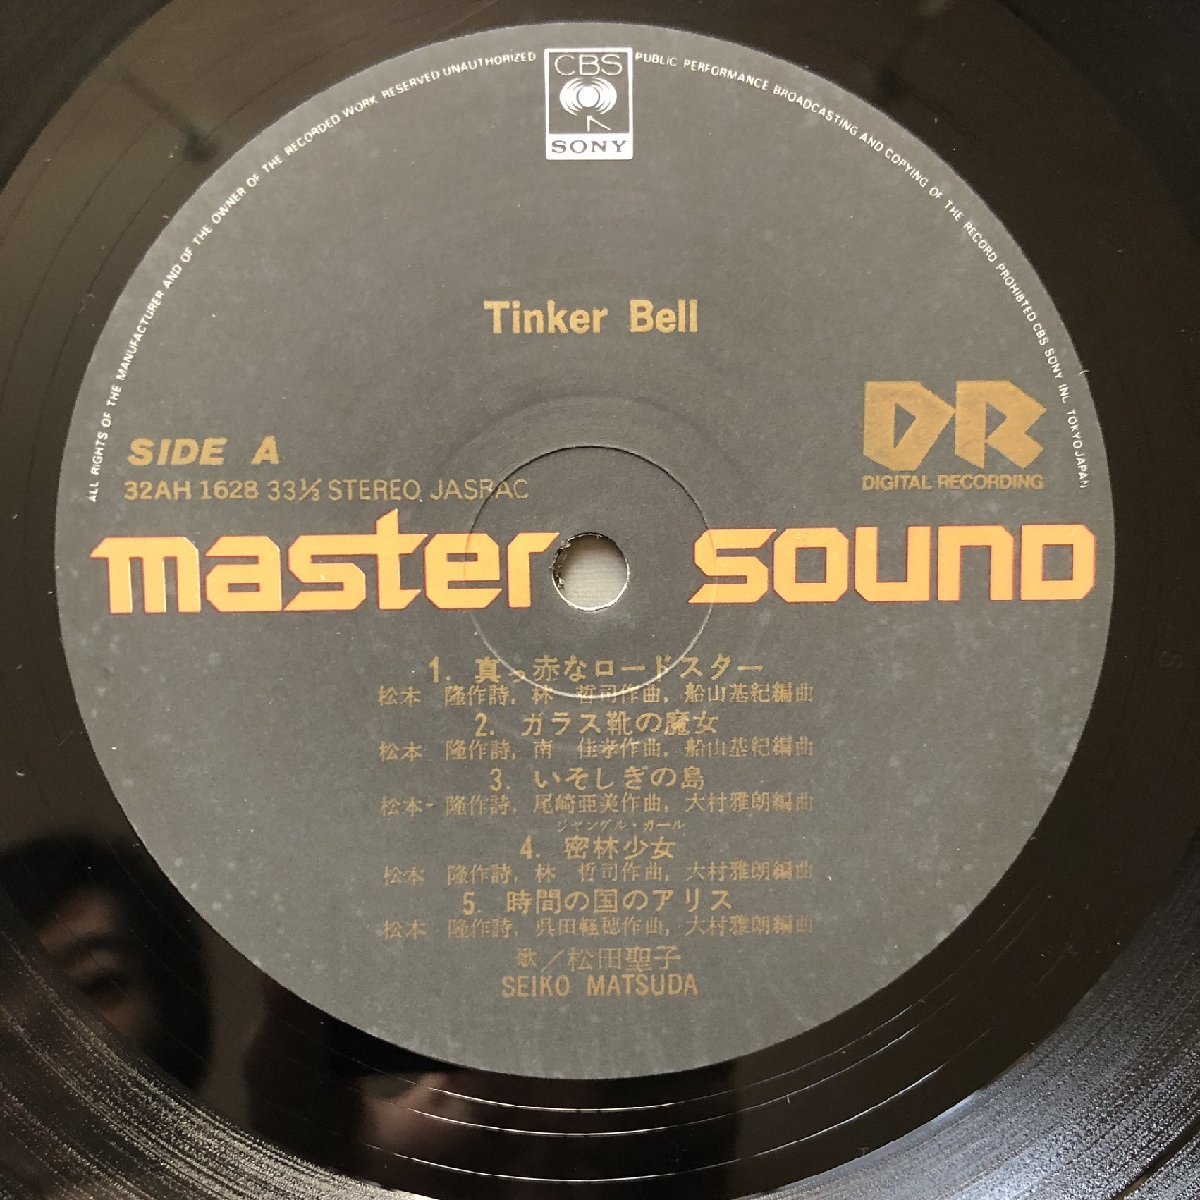 ALL RIGHTS OF THE MANUFACTURER AND OF THE OWNER OF THE RECORDED WORK RESERVED UNAUTHORIZED PUBLIC PERFORMANCE BROADCASTING AND COPYING OF THE RECORD PROHIBITED CBS SONY INC. TOKYO JAPAN
CBS
SONY
Tinker Bell
DR
DIGITAL RECORDING
SIDE A
32AH 1628 33⅓ STEREO JASRAC
master sound
1. 真っ赤なロードスター
松本 隆作詩, 林 哲司作曲, 船山基紀編曲
2. ガラス靴の魔女
松本 隆作詩, 南 佳孝作曲, 船山基紀編曲
3. いそしぎの島
松本 隆作詩, 尾崎亜美作曲, 大村雅朗編曲
ジャングル・ガール
4. 密林少女
松本 隆作詩, 林 哲司作曲, 大村雅朗編曲
5. 時間の国のアリス
松本 隆作詩, 呉田軽穂作曲, 大村雅朗編曲
歌／松田聖子
SEIKO MATSUDA